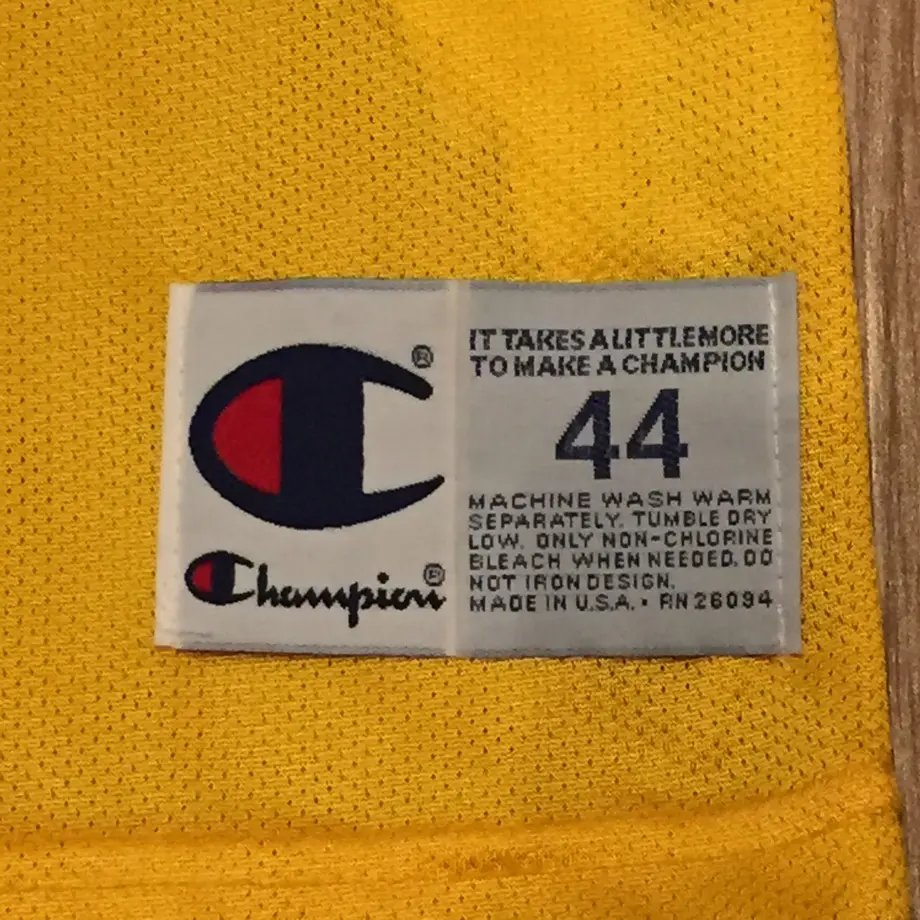 ®
Champion®
IT TAKES A LITTLE MORE
TO MAKE A CHAMPION
44
MACHINE WASH WARM
SEPARATELY. TUMBLE DRY
LOW. ONLY NON-CHLORINE
BLEACH WHEN NEEDED. DO
NOT IRON DESIGN.
MADE IN U.S.A. • RN 26094